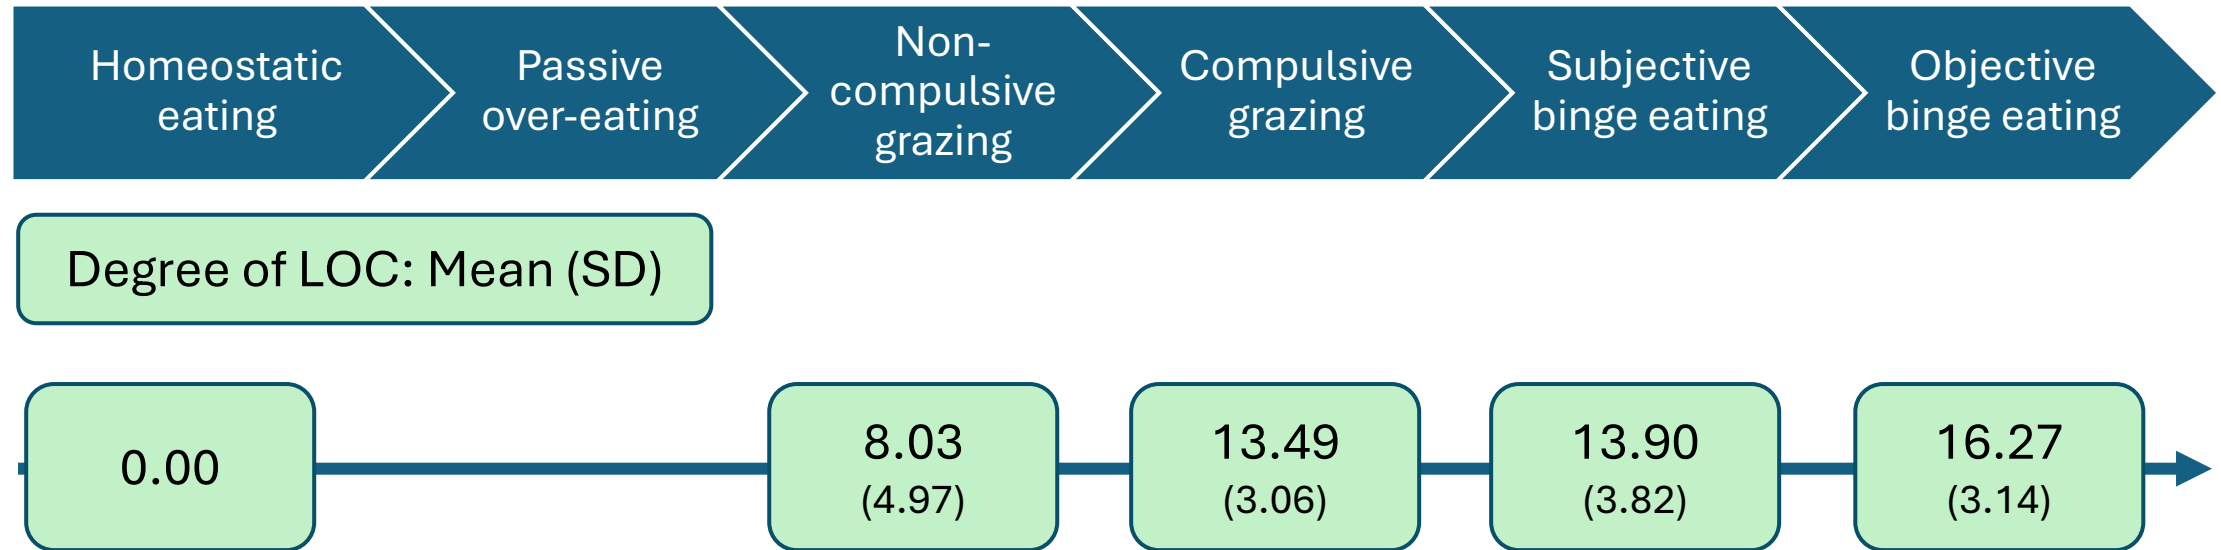 Homeostatic
eating
Passive
over-eating
Non-
compulsive
grazing
Compulsive
grazing
Subjective
binge eating
Objective
binge eating
Degree of LOC: Mean (SD)
0.00
8.03
(4.97)
13.49
(3.06)
13.90
(3.82)
16.27
(3.14)